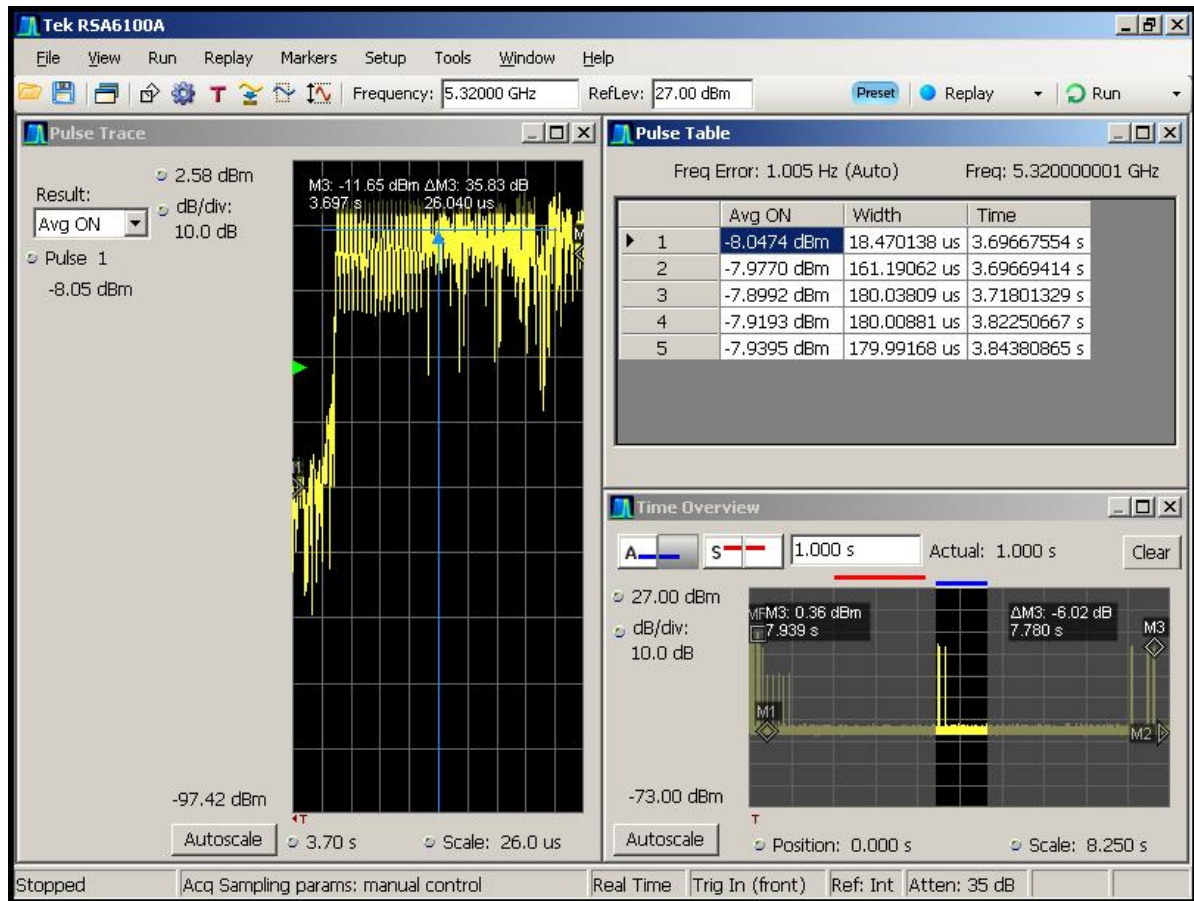 Tek RSA6100A
File View Run Replay Markers Setup Tools Window Help
T Frequency: 5.32000 GHz RefLev: 27.00 dBm Preset Replay Run
Pulse Trace
Result:
Avg ON
Pulse 1
-8.05 dBm
2.58 dBm
dB/div:
10.0 dB
M3: -11.65 dBm ΔM3: 35.83 dB
3.697 s 26.040 us
-97.42 dBm
T
Autoscale 3.70 s Scale: 26.0 us
Pulse Table
Freq Error: 1.005 Hz (Auto) Freq: 5.320000001 GHz
Avg ON Width Time
1 -8.0474 dBm 18.470138 us 3.69667554 s
2 -7.9770 dBm 161.19062 us 3.69669414 s
3 -7.8992 dBm 180.03809 us 3.71801329 s
4 -7.9193 dBm 180.00881 us 3.82250667 s
5 -7.9395 dBm 179.99168 us 3.84380865 s
Time Overview
A S 1.000 s Actual: 1.000 s Clear
27.00 dBm
dB/div:
10.0 dB
M3: 0.36 dBm ΔM3: -6.02 dB
7.939 s 7.780 s M3
M1
M2
-73.00 dBm
T
Autoscale Position: 0.000 s Scale: 8.250 s
Stopped Acq Sampling params: manual control Real Time Trig In (front) Ref: Int Atten: 35 dB